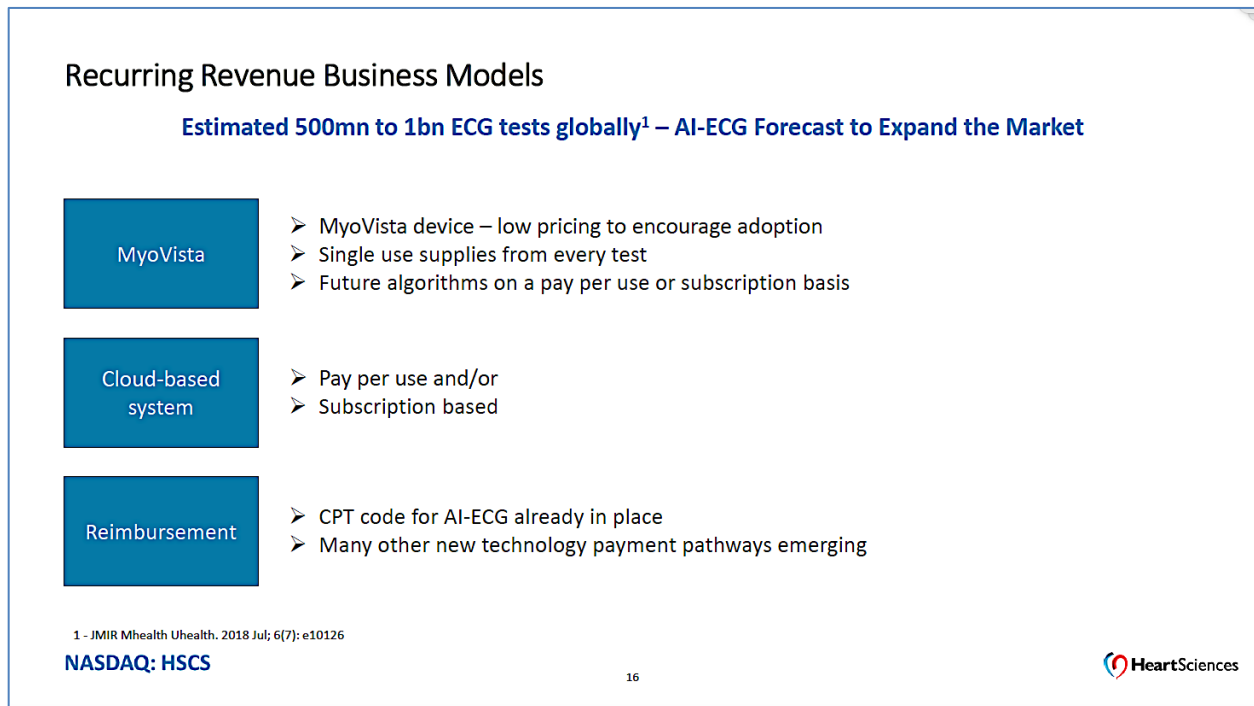 Recurring Revenue Business Models
Estimated 500mn to 1bn ECG tests globally¹ – AI-ECG Forecast to Expand the Market
MyoVista
➢ MyoVista device – low pricing to encourage adoption
➢ Single use supplies from every test
➢ Future algorithms on a pay per use or subscription basis
Cloud-based
system
➢ Pay per use and/or
➢ Subscription based
Reimbursement
➢ CPT code for AI-ECG already in place
➢ Many other new technology payment pathways emerging
1 - JMIR Mhealth Uhealth. 2018 Jul; 6(7): e10126
NASDAQ: HSCS
16
HeartSciences